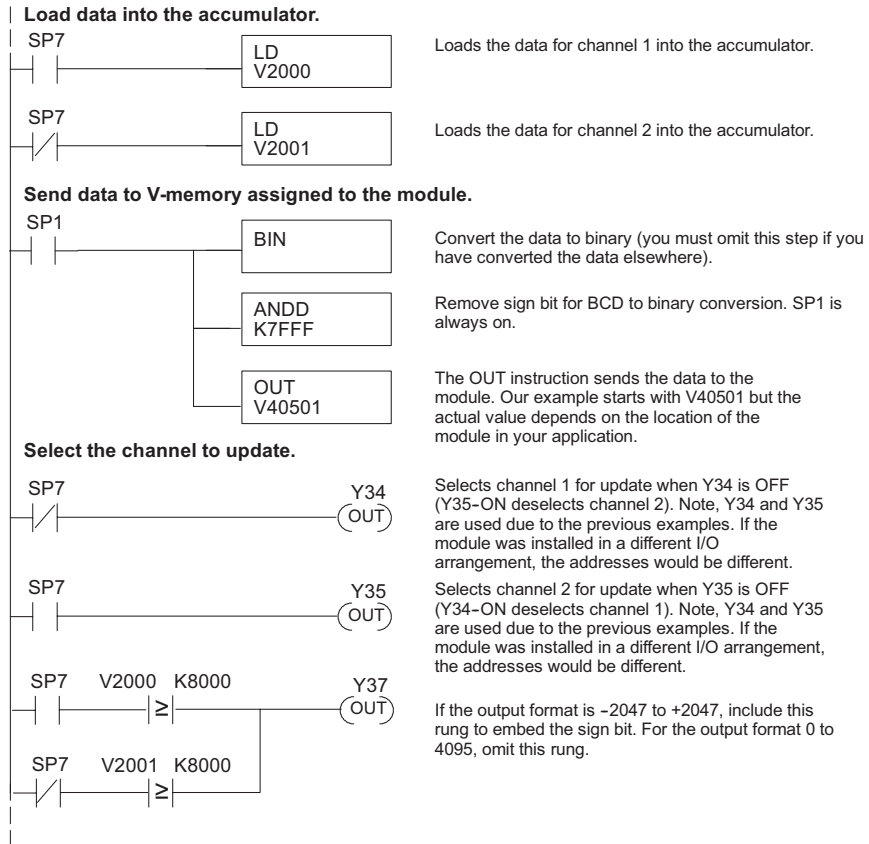 Load data into the accumulator.
SP7
LD
V2000
Loads the data for channel 1 into the accumulator.
SP7
LD
V2001
Loads the data for channel 2 into the accumulator.
Send data to V-memory assigned to the module.
SP1
BIN
Convert the data to binary (you must omit this step if you
have converted the data elsewhere).
ANDD
K7FFF
Remove sign bit for BCD to binary conversion. SP1 is
always on.
OUT
V40501
The OUT instruction sends the data to the
module. Our example starts with V40501 but the
actual value depends on the location of the
module in your application.
Select the channel to update.
SP7
Y34
OUT
Selects channel 1 for update when Y34 is OFF
(Y35-ON deselects channel 2). Note, Y34 and Y35
are used due to the previous examples. If the
module was installed in a different I/O
arrangement, the addresses would be different.
SP7
Y35
OUT
Selects channel 2 for update when Y35 is OFF
(Y34-ON deselects channel 1). Note, Y34 and Y35
are used due to the previous examples. If the
module was installed in a different I/O arrangement,
the addresses would be different.
SP7 V2000 K8000
≥
Y37
OUT
If the output format is -2047 to +2047, include this
rung to embed the sign bit. For the output format 0 to
4095, omit this rung.
SP7 V2001 K8000
≥